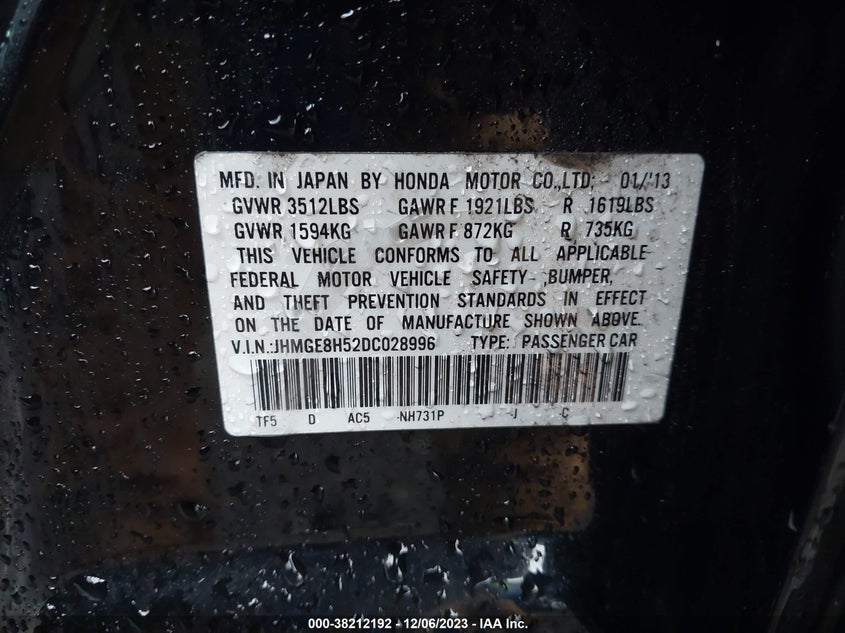 MFD. IN JAPAN BY HONDA MOTOR CO.,LTD; 01/'13
GVWR 3512LBS GAWR F 1921LBS R 1619LBS
GVWR 1594KG GAWR F 872KG R 735KG
THIS VEHICLE CONFORMS TO ALL APPLICABLE
FEDERAL MOTOR VEHICLE SAFETY, BUMPER,
AND THEFT PREVENTION STANDARDS IN EFFECT
ON THE DATE OF MANUFACTURE SHOWN ABOVE.
V.I.N.:JHMGE8H52DC028996 TYPE: PASSENGER CAR
TF5 D AC5 NH731P J C
000-38212192 - 12/06/2023 - IAA Inc.